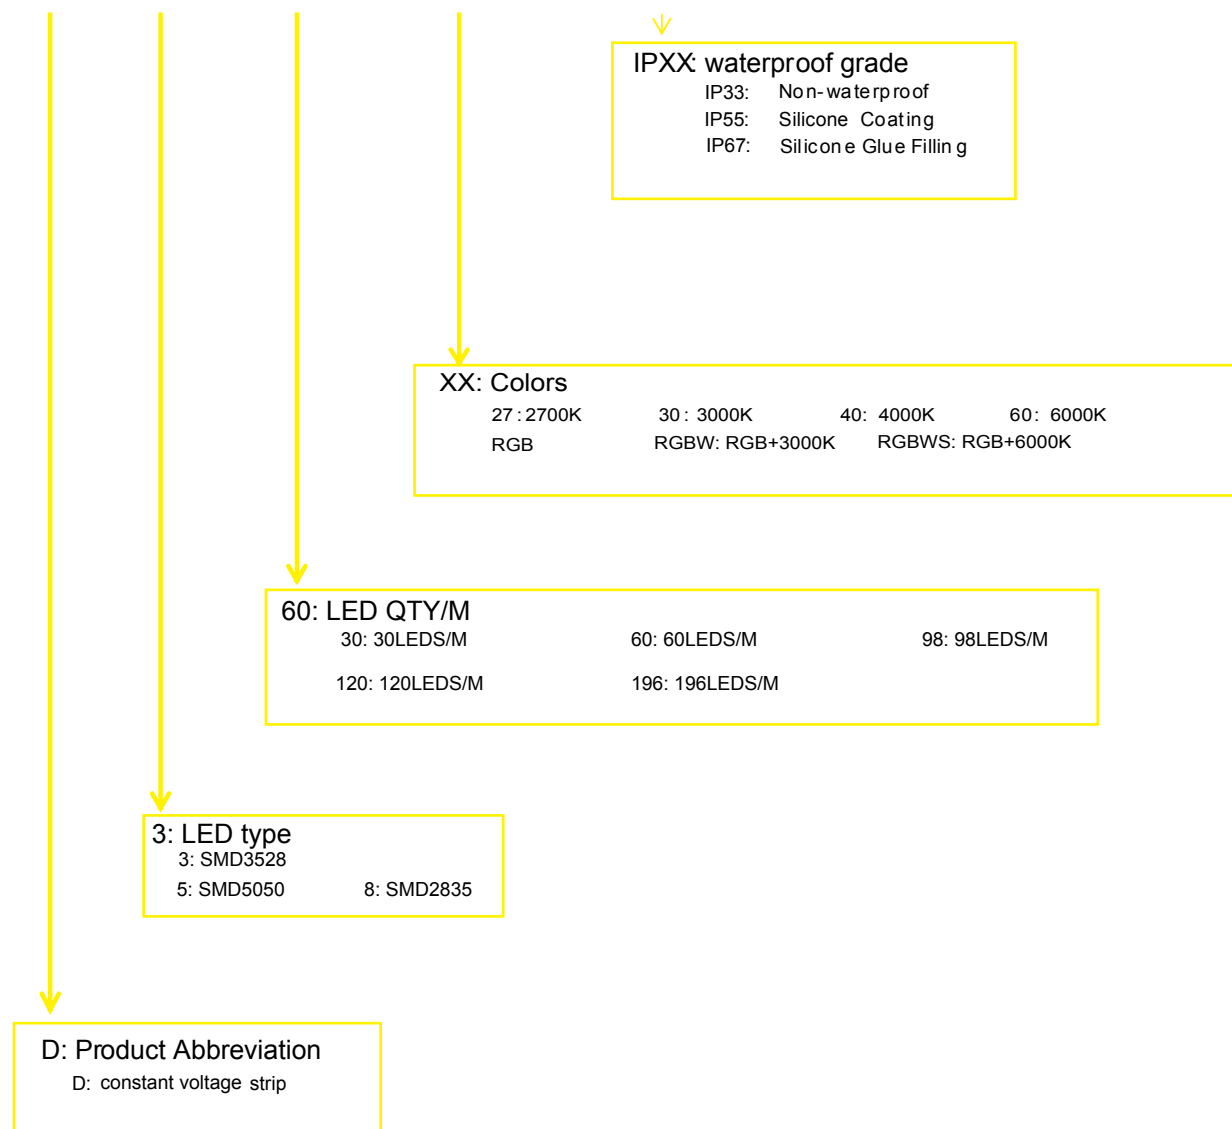 IPXX: waterproof grade
IP33: Non-waterproof
IP55: Silicone Coating
IP67: Silicone Glue Filling
XX: Colors
27: 2700K 30: 3000K 40: 4000K 60: 6000K
RGB RGBW: RGB+3000K RGBWS: RGB+6000K
60: LED QTY/M
30: 30LEDS/M 60: 60LEDS/M 98: 98LEDS/M
120: 120LEDS/M 196: 196LEDS/M
3: LED type
3: SMD3528
5: SMD5050 8: SMD2835
D: Product Abbreviation
D: constant voltage strip